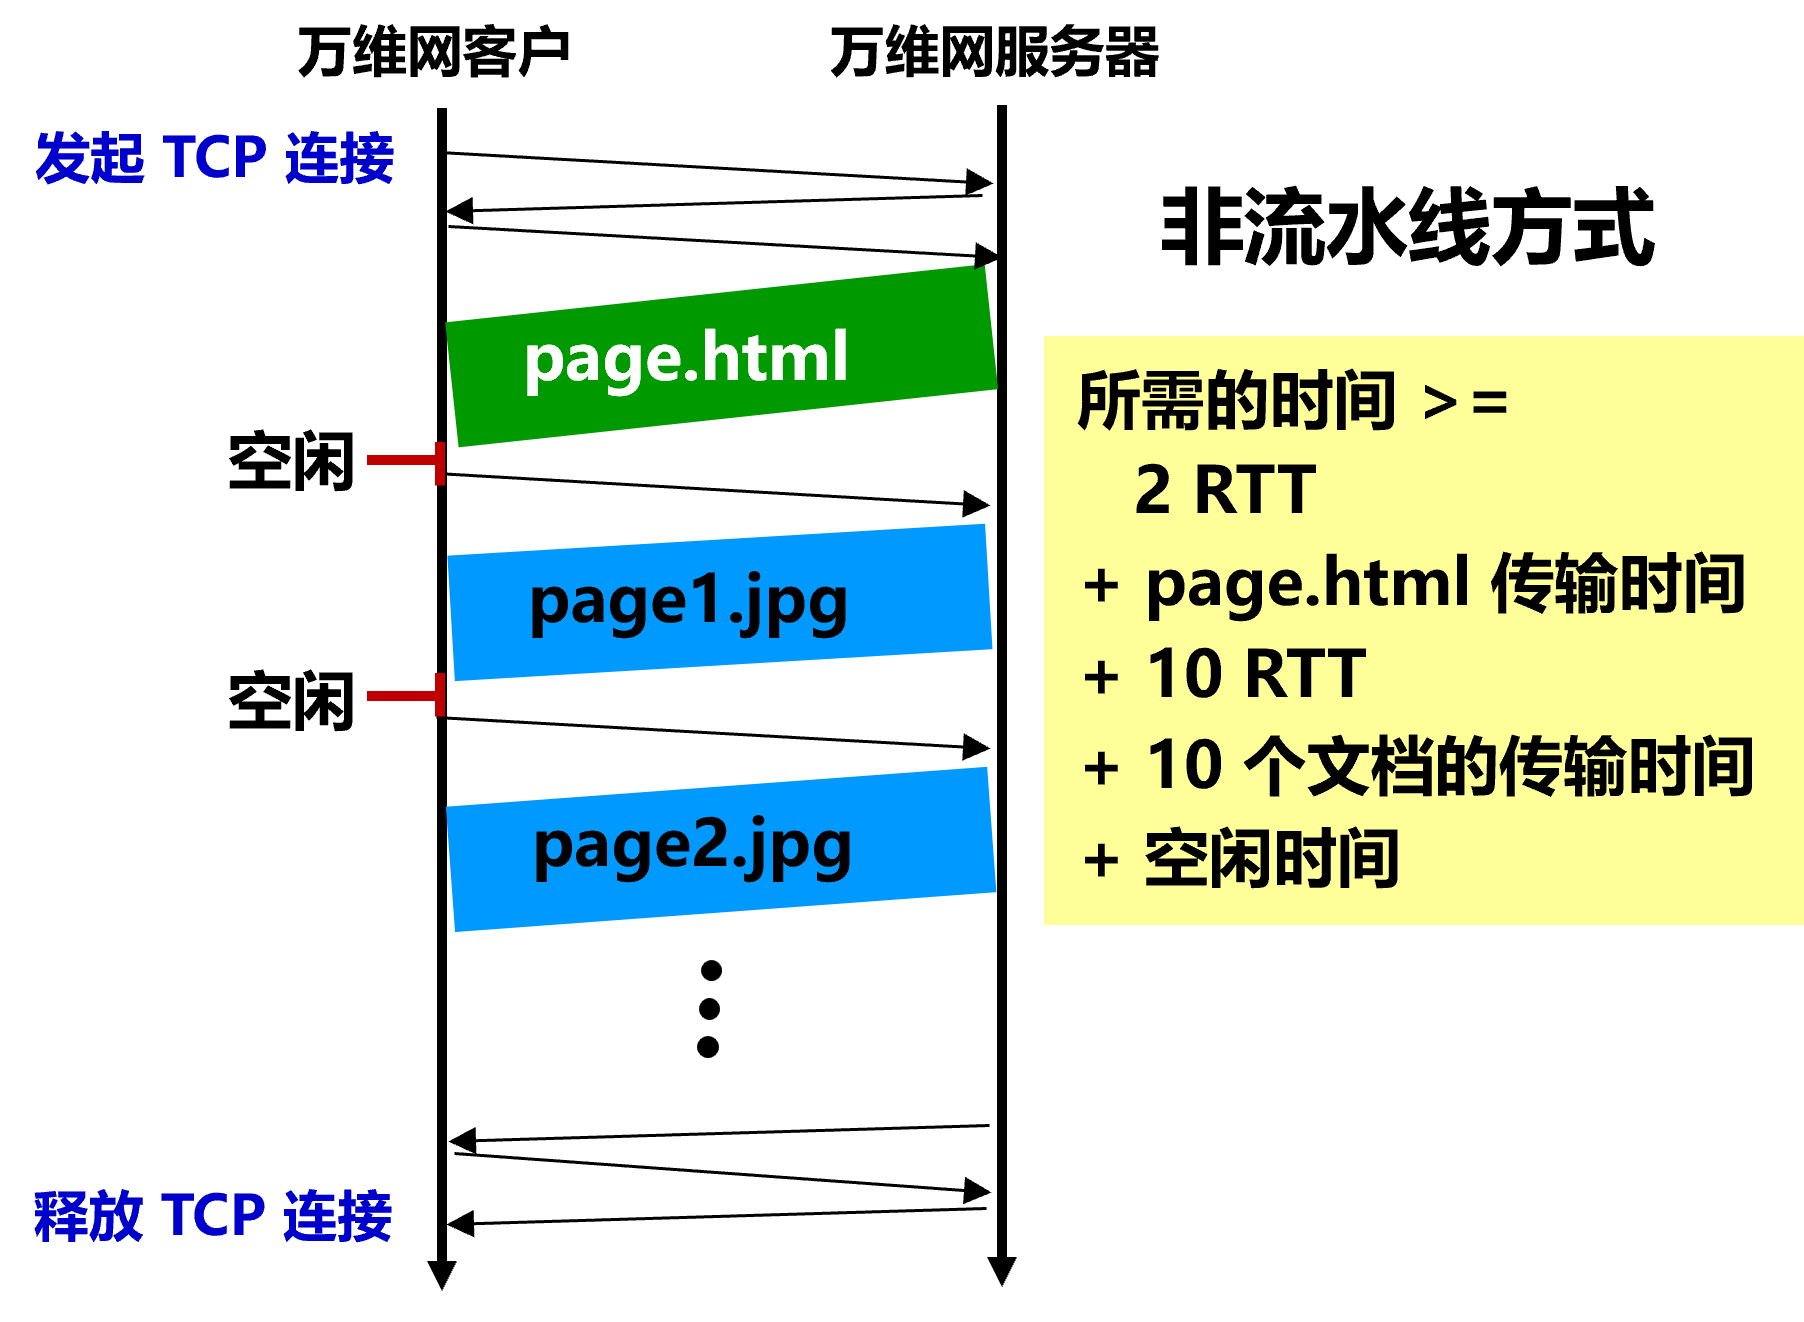 万维网客户
万维网服务器
发起 TCP 连接
非流水线方式
page.html
所需的时间 >=
空闲
2 RTT
+ page.html 传输时间
page1.jpg
+ 10 RTT
空闲
+ 10 个文档的传输时间
page2.jpg
+ 空闲时间
释放 TCP 连接